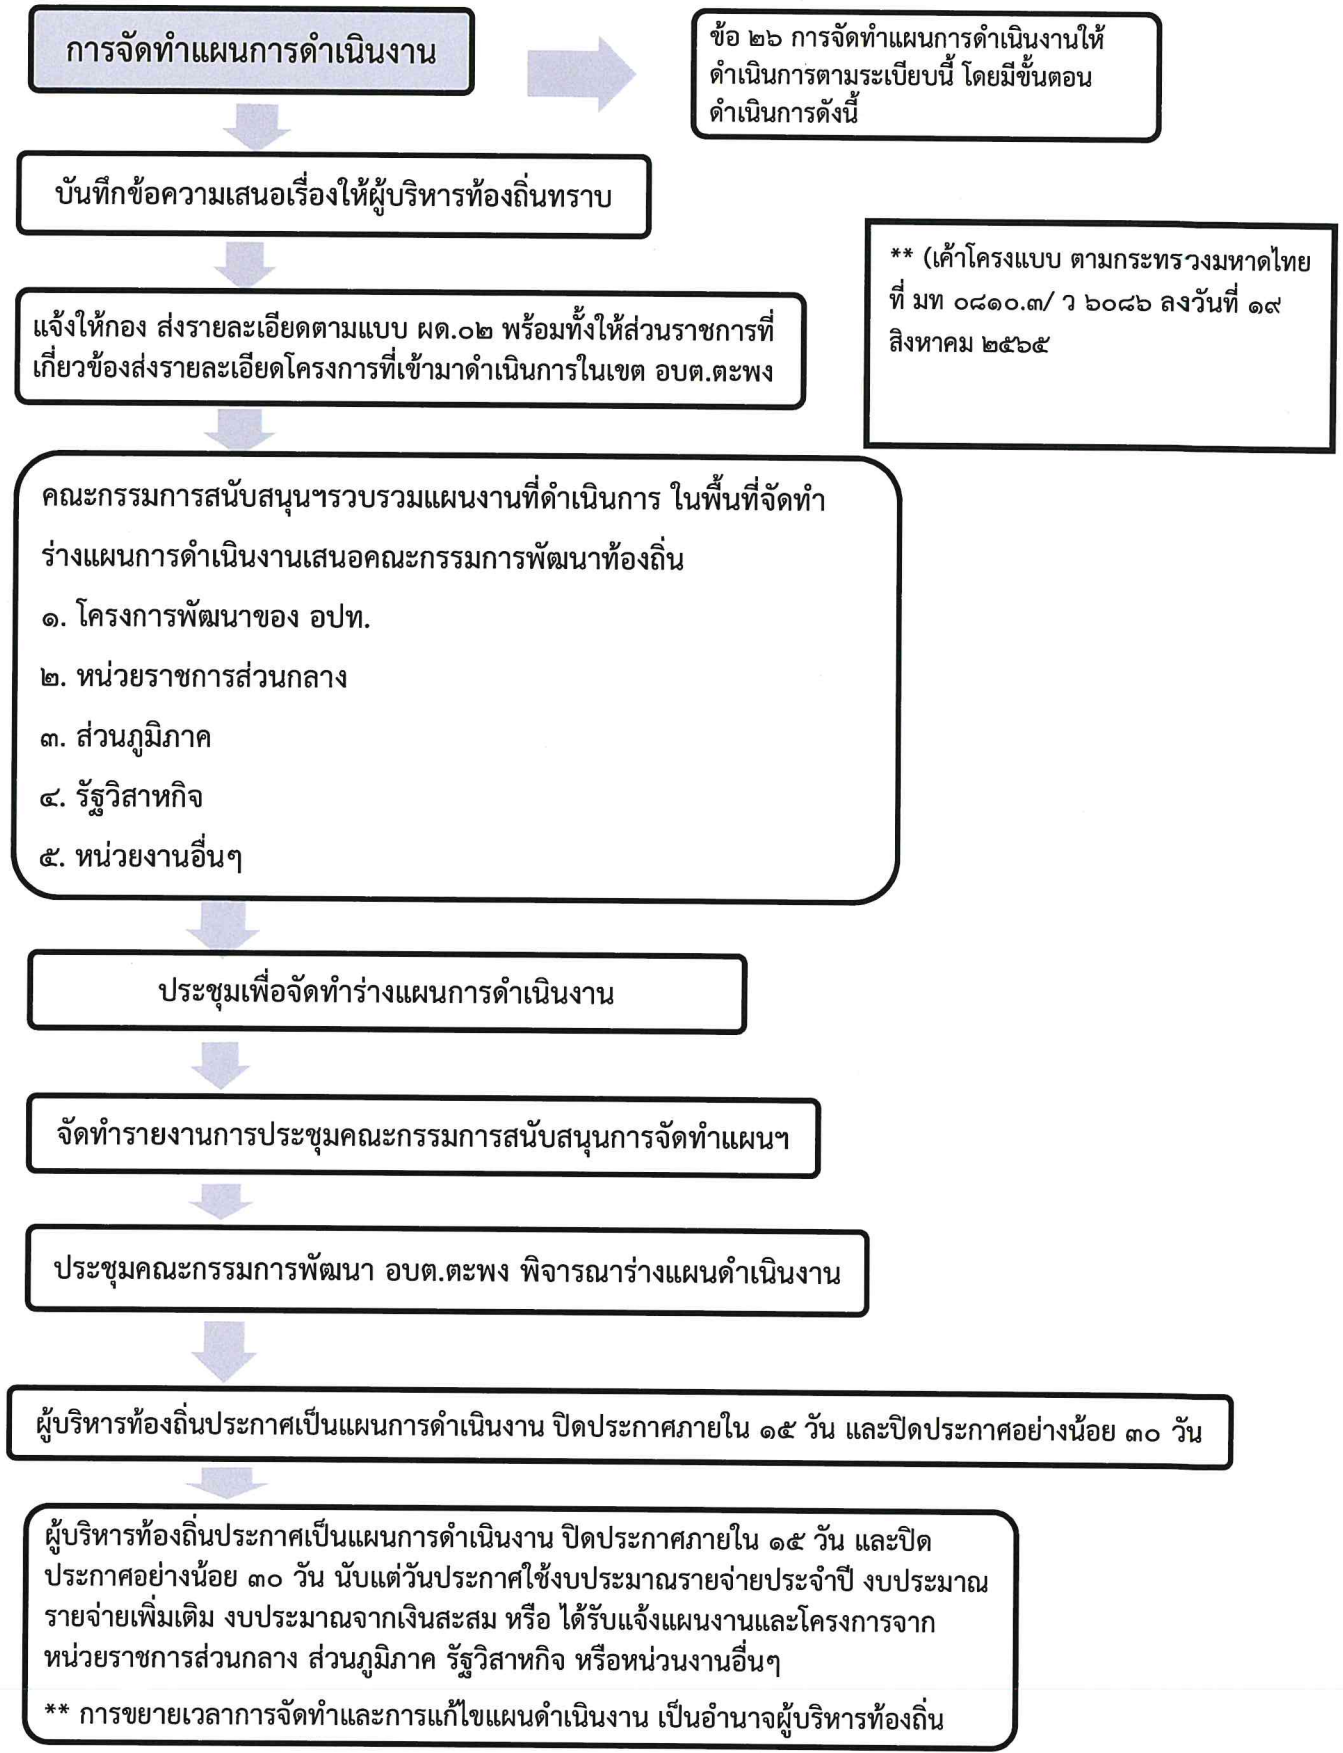 การจัดทำแผนการดำเนินงาน
ข้อ ๒๖ การจัดทำแผนการดำเนินงานให้
ดำเนินการตามระเบียบนี้ โดยมีขั้นตอน
ดำเนินการดังนี้
บันทึกข้อความเสนอเรื่องให้ผู้บริหารท้องถิ่นทราบ
** (เค้าโครงแบบ ตามกระทรวงมหาดไทย
ที่ มท ๐๘๑๐.๓/ ว ๖๐๘๖ ลงวันที่ ๑๙
สิงหาคม ๒๕๖๕
แจ้งให้กอง ส่งรายละเอียดตามแบบ ผด.๐๒ พร้อมทั้งให้ส่วนราชการที่
เกี่ยวข้องส่งรายละเอียดโครงการที่เข้ามาดำเนินการในเขต อบต.ตะพง
คณะกรรมการสนับสนุนฯรวบรวมแผนงานที่ดำเนินการ ในพื้นที่จัดทำ
ร่างแผนการดำเนินงานเสนอคณะกรรมการพัฒนาท้องถิ่น
๑. โครงการพัฒนาของ อปท.
๒. หน่วยราชการส่วนกลาง
๓. ส่วนภูมิภาค
๔. รัฐวิสาหกิจ
๕. หน่วยงานอื่นๆ
ประชุมเพื่อจัดทำร่างแผนการดำเนินงาน
จัดทำรายงานการประชุมคณะกรรมการสนับสนุนการจัดทำแผนฯ
ประชุมคณะกรรมการพัฒนา อบต.ตะพง พิจารณาร่างแผนดำเนินงาน
ผู้บริหารท้องถิ่นประกาศเป็นแผนการดำเนินงาน ปิดประกาศภายใน ๑๕ วัน และปิดประกาศอย่างน้อย ๓๐ วัน
ผู้บริหารท้องถิ่นประกาศเป็นแผนการดำเนินงาน ปิดประกาศภายใน ๑๕ วัน และปิด
ประกาศอย่างน้อย ๓๐ วัน นับแต่วันประกาศใช้งบประมาณรายจ่ายประจำปี งบประมาณ
รายจ่ายเพิ่มเติม งบประมาณจากเงินสะสม หรือ ได้รับแจ้งแผนงานและโครงการจาก
หน่วยราชการส่วนกลาง ส่วนภูมิภาค รัฐวิสาหกิจ หรือหน่วนงานอื่นๆ
** การขยายเวลาการจัดทำและการแก้ไขแผนดำเนินงาน เป็นอำนาจผู้บริหารท้องถิ่น